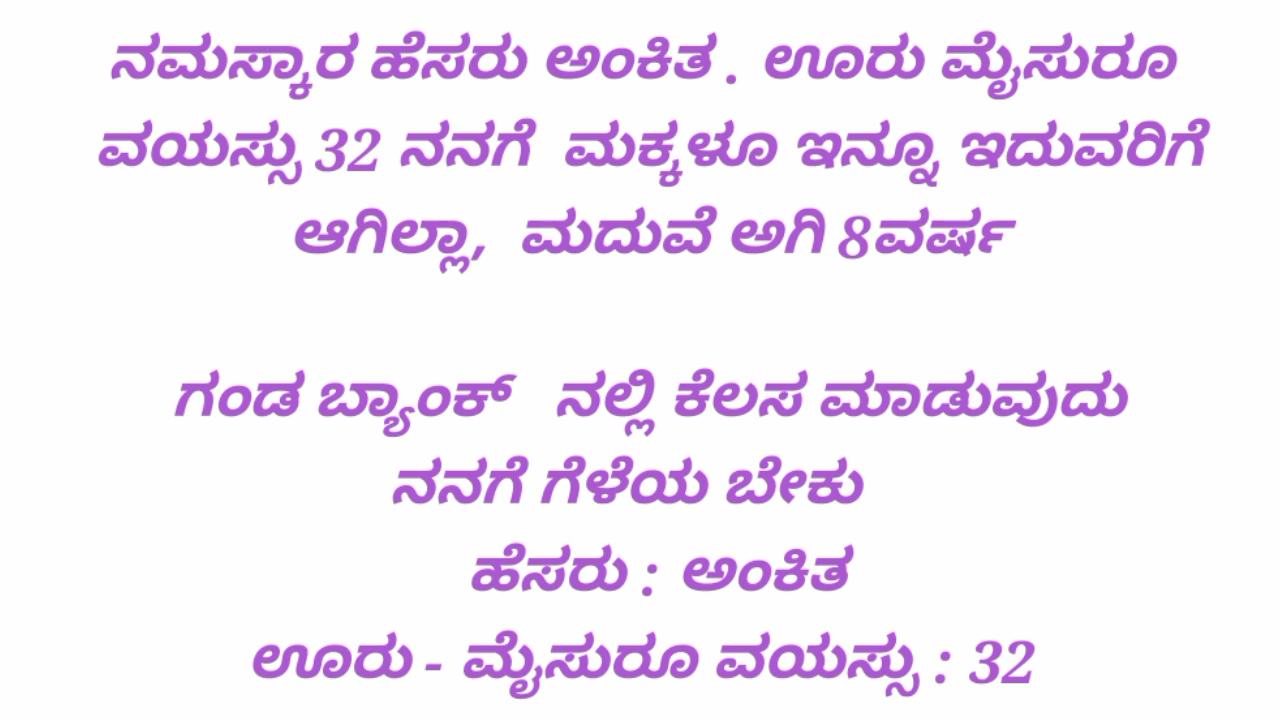 ನಮಸ್ಕಾರ ಹೆಸರು ಅಂಕಿತ . ಊರು ಮೈಸುರೂ
ವಯಸ್ಸು 32 ನನಗೆ ಮಕ್ಕಳೂ ಇನ್ನೂ ಇದುವರಿಗೆ
ಆಗಿಲ್ಲಾ, ಮದುವೆ ಅಗಿ 8ವರ್ಷ
ಗಂಡ ಬ್ಯಾಂಕ್ ನಲ್ಲಿ ಕೆಲಸ ಮಾಡುವುದು
ನನಗೆ ಗೆಳೆಯ ಬೇಕು
ಹೆಸರು : ಅಂಕಿತ
ಊರು - ಮೈಸುರೂ ವಯಸ್ಸು : 32